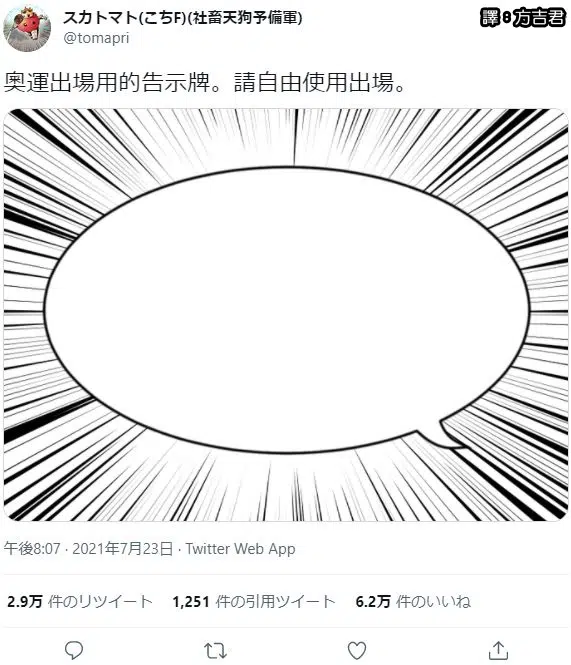 スカトマト(こちF)(社畜天狗予備軍)
譯8方吉君
@tomapri
奧運出場用的告示牌。請自由使用出場。
午後8:07 · 2021年7月23日 · Twitter Web App
2.9万 件のリツイート 1,251 件の引用ツイート 6.2万 件のいいね